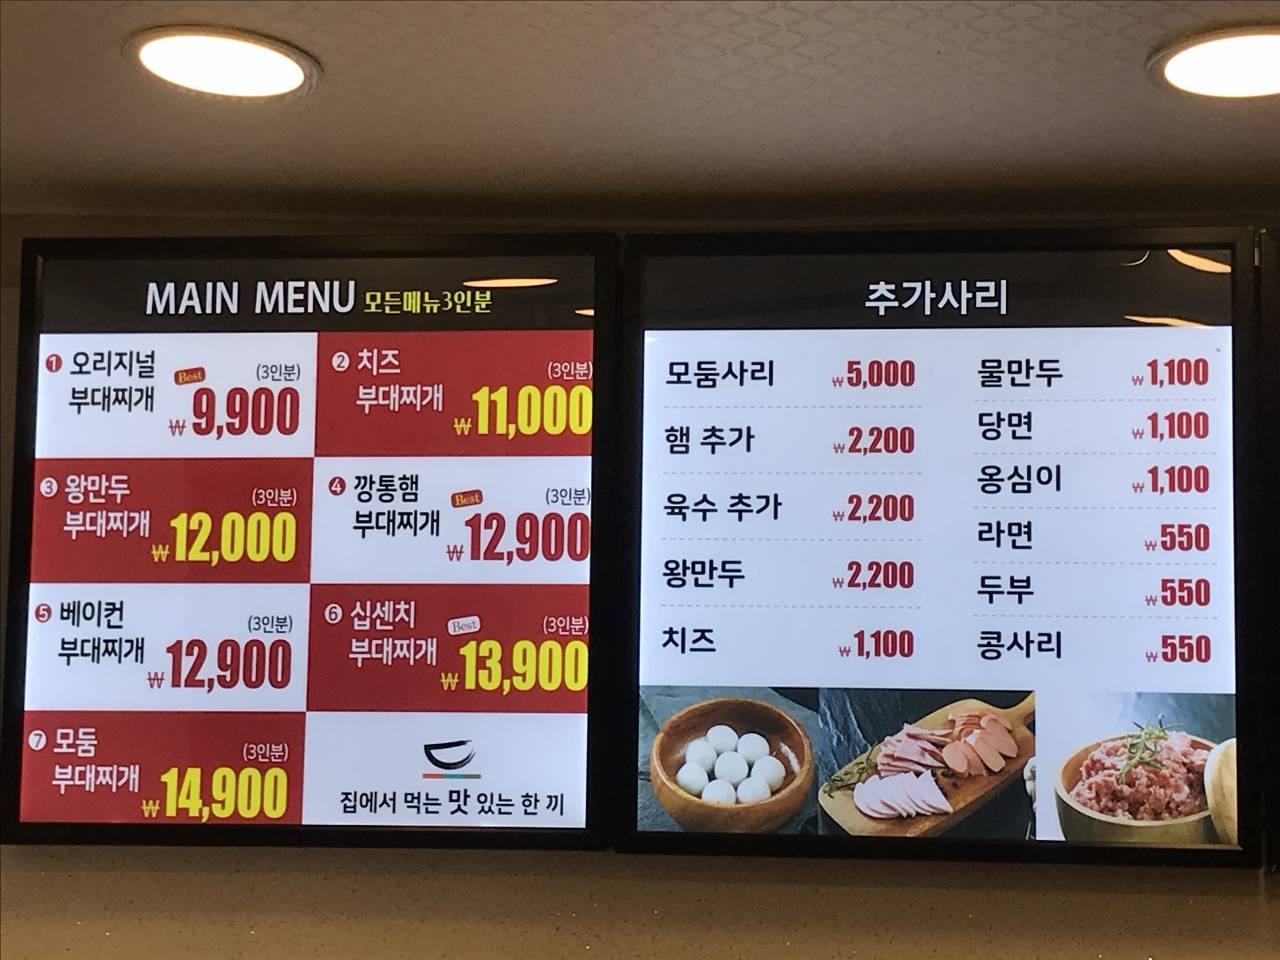 MAIN MENU 모든메뉴3인분
❶ 오리지널
부대찌개
Best
(3인분)
₩9,900
❷ 치즈
부대찌개
(3인분)
₩11,000
❸ 왕만두
부대찌개
(3인분)
₩12,000
❹ 깡통햄
부대찌개
Best
(3인분)
₩12,900
❺ 베이컨
부대찌개
(3인분)
₩12,900
❻ 십센치
부대찌개
Best
(3인분)
₩13,900
❼ 모둠
부대찌개
(3인분)
₩14,900
집에서 먹는 맛 있는 한 끼
추가사리
모둠사리 ₩5,000
햄 추가 ₩2,200
육수 추가 ₩2,200
왕만두 ₩2,200
치즈 ₩1,100
물만두 ₩1,100
당면 ₩1,100
옹심이 ₩1,100
라면 ₩550
두부 ₩550
콩사리 ₩550